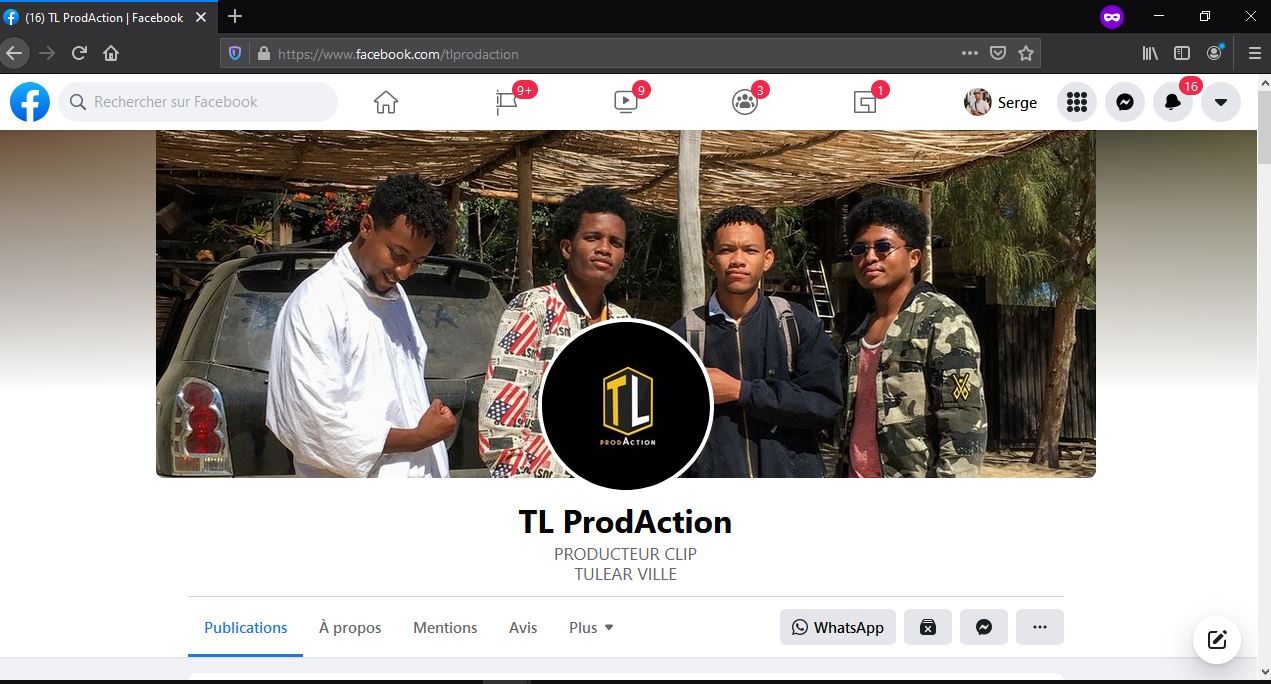 (16) TL ProdAction | Facebook
https://www.facebook.com/tlprodaction
Rechercher sur Facebook
9+
9
3
1
Serge
16
TL
PRODACTION
TL ProdAction
PRODUCTEUR CLIP
TULEAR VILLE
Publications
À propos
Mentions
Avis
Plus
WhatsApp